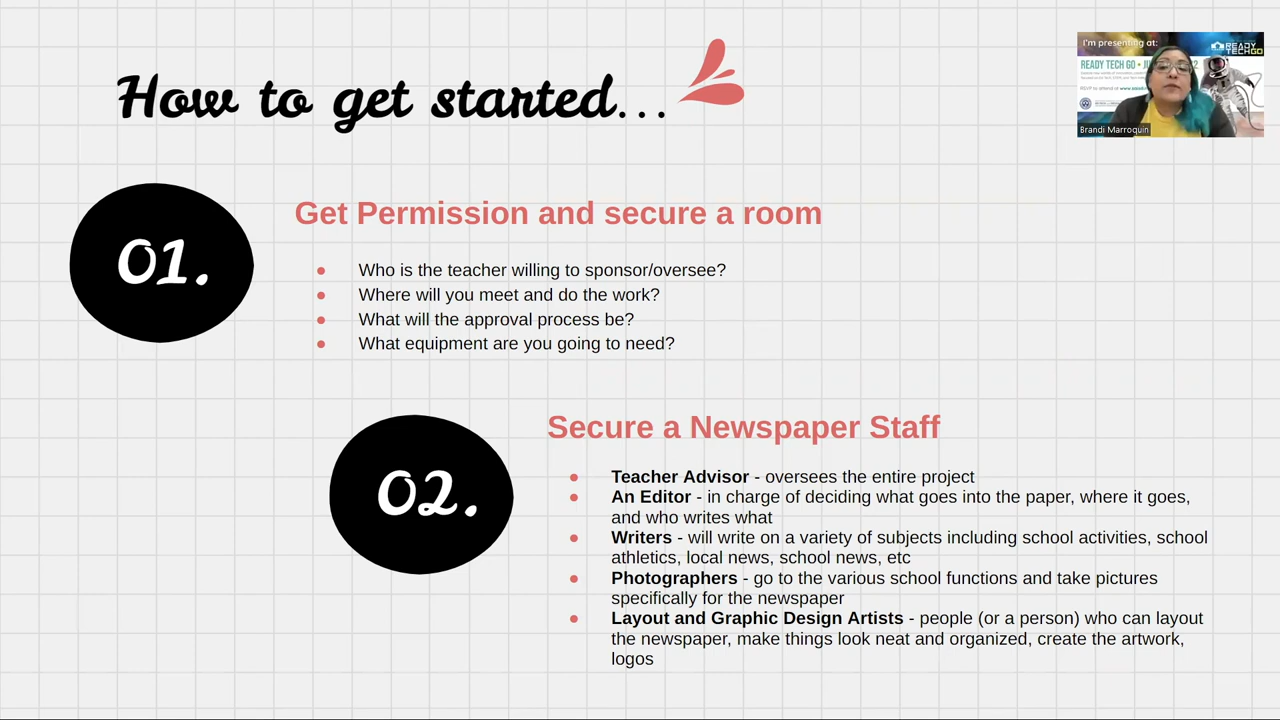 How to get started...
I'm presenting at:
READY
TECHGO
READY TECH GO • JU
Brandi Marroquin
01.
Get Permission and secure a room
● Who is the teacher willing to sponsor/oversee?
● Where will you meet and do the work?
● What will the approval process be?
● What equipment are you going to need?
02.
Secure a Newspaper Staff
● Teacher Advisor - oversees the entire project
● An Editor - in charge of deciding what goes into the paper, where it goes,
and who writes what
● Writers - will write on a variety of subjects including school activities, school
athletics, local news, school news, etc
● Photographers - go to the various school functions and take pictures
specifically for the newspaper
● Layout and Graphic Design Artists - people (or a person) who can layout
the newspaper, make things look neat and organized, create the artwork,
logos